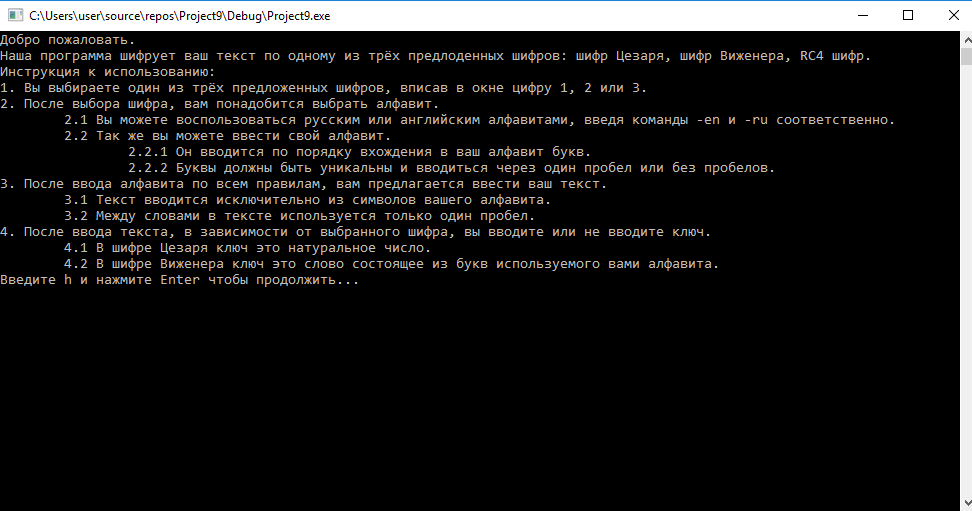 C:\Users\user\source\repos\Project9\Debug\Project9.exe
Добро пожаловать.
Наша программа шифрует ваш текст по одному из трёх предлоденных шифров: шифр Цезаря, шифр Виженера, RC4 шифр.
Инструкция к использованию:
1. Вы выбираете один из трёх предложенных шифров, вписав в окне цифру 1, 2 или 3.
2. После выбора шифра, вам понадобится выбрать алфавит.
2.1 Вы можете воспользоваться русским или английским алфавитами, введя команды -en и -ru соответственно.
2.2 Так же вы можете ввести свой алфавит.
2.2.1 Он вводится по порядку вхождения в ваш алфавит букв.
2.2.2 Буквы должны быть уникальны и вводиться через один пробел или без пробелов.
3. После ввода алфавита по всем правилам, вам предлагается ввести ваш текст.
3.1 Текст вводится исключительно из символов вашего алфавита.
3.2 Между словами в тексте используется только один пробел.
4. После ввода текста, в зависимости от выбранного шифра, вы вводите или не вводите ключ.
4.1 В шифре Цезаря ключ это натуральное число.
4.2 В шифре Виженера ключ это слово состоящее из букв используемого вами алфавита.
Введите h и нажмите Enter чтобы продолжить...